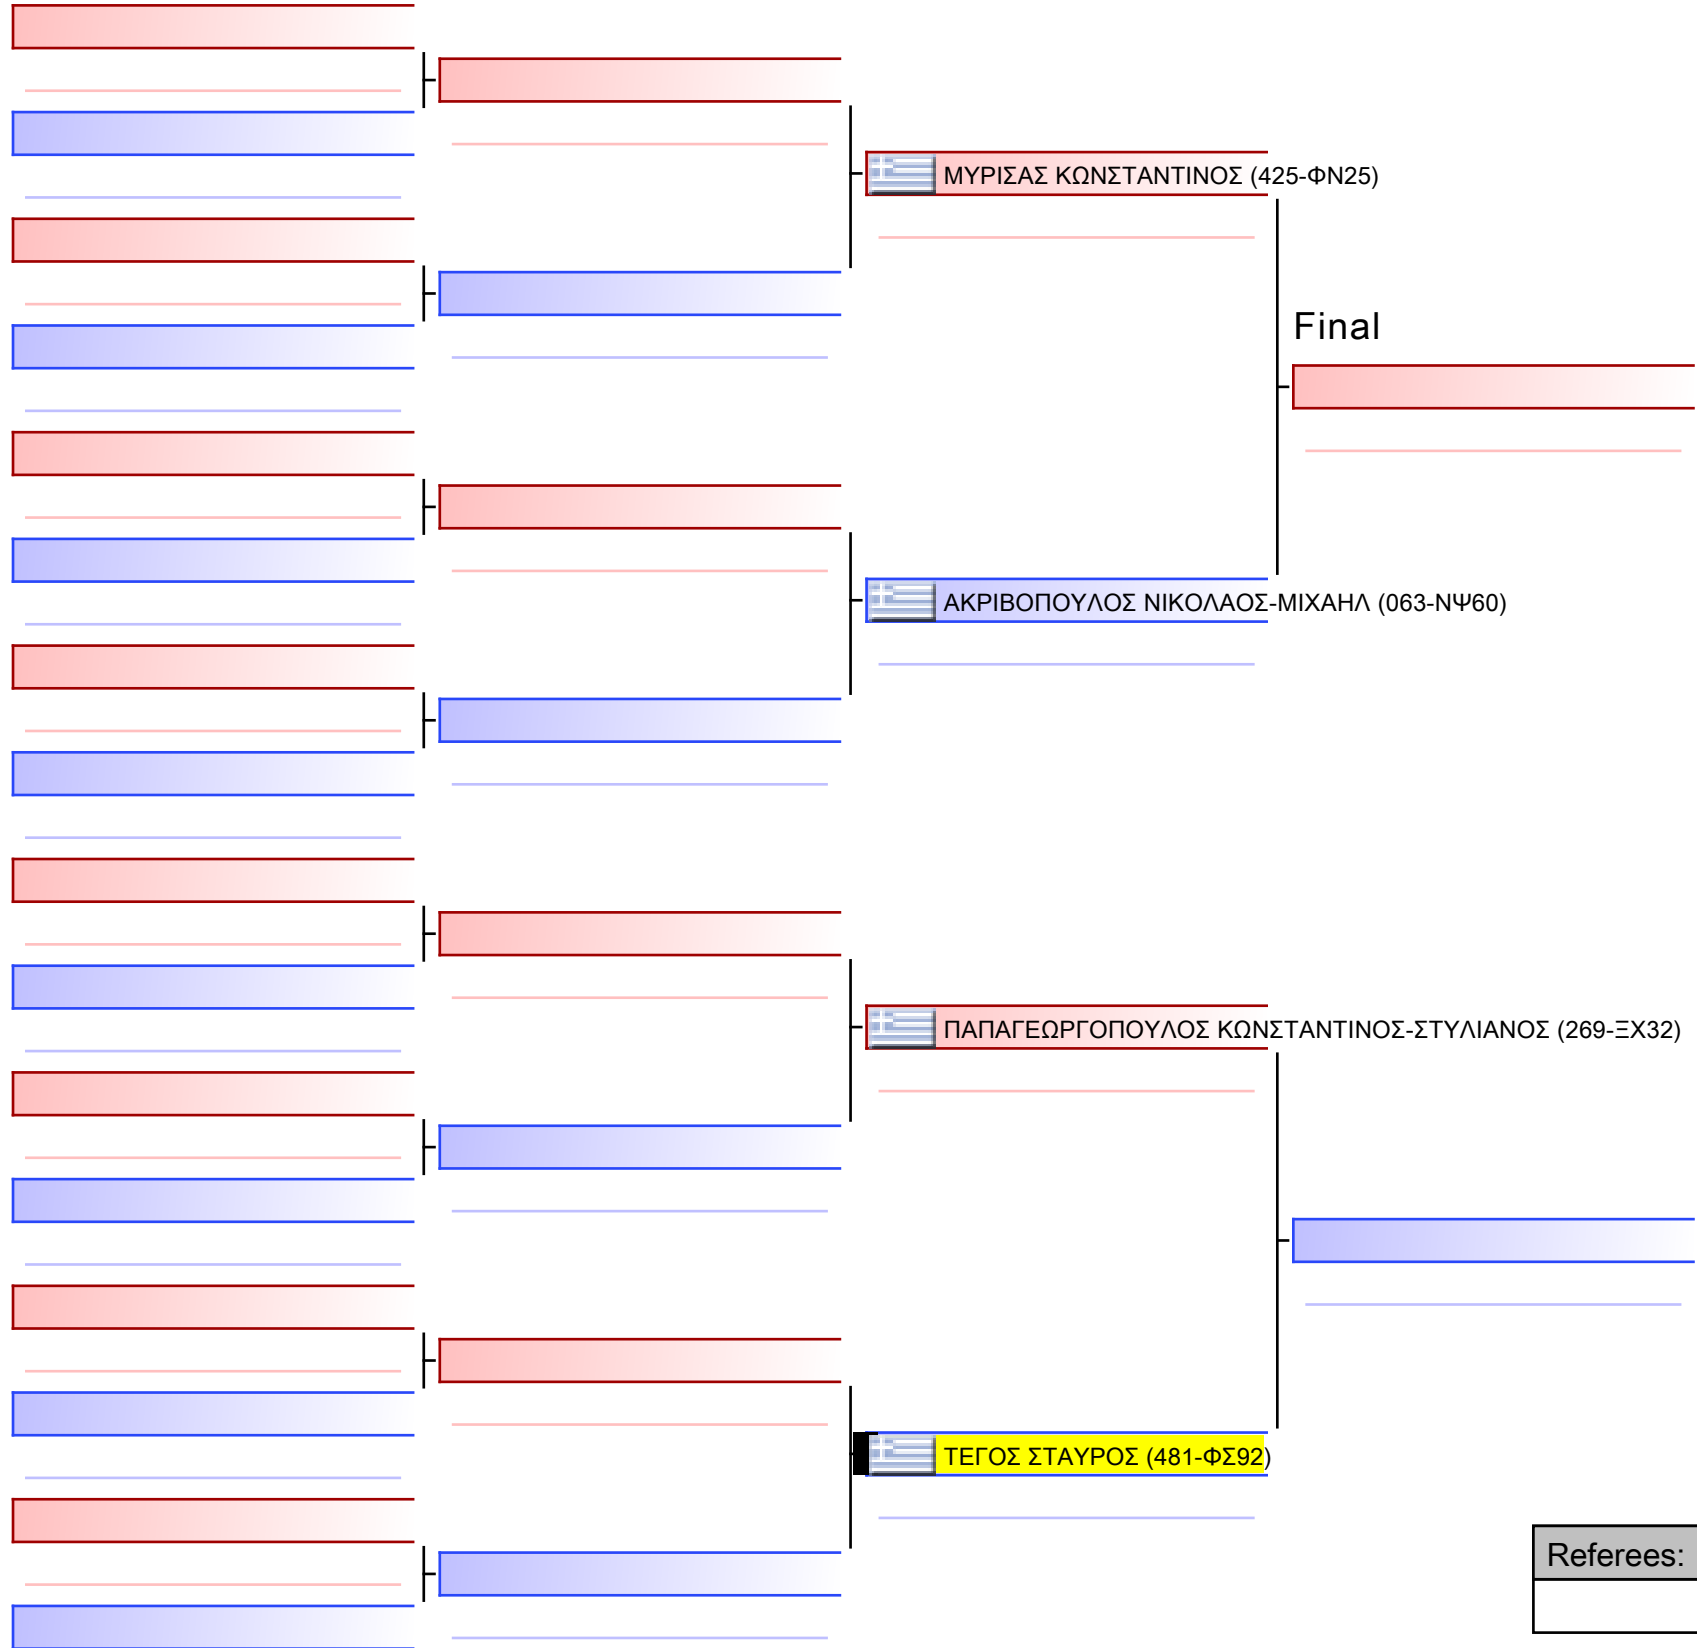 ΜΥΡΙΣΑΣ ΚΩΝΣΤΑΝΤΙΝΟΣ (425-ΦΝ25)
Final
ΑΚΡΙΒΟΠΟΥΛΟΣ ΝΙΚΟΛΑΟΣ-ΜΙΧΑΗΛ (063-ΝΨ60)
ΠΑΠΑΓΕΩΡΓΟΠΟΥΛΟΣ ΚΩΝΣΤΑΝΤΙΝΟΣ-ΣΤΥΛΙΑΝΟΣ (269-ΞΧ32)
ΤΕΓΟΣ ΣΤΑΥΡΟΣ (481-ΦΣ92)
Referees: